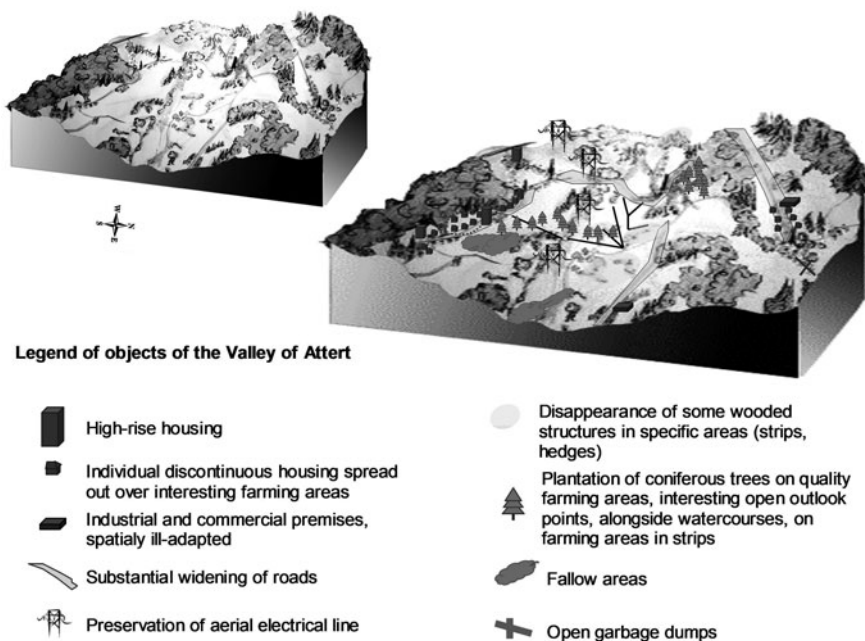 W
S
N
E
Legend of objects of the Valley of Attert
High-rise housing
Individual discontinuous housing spread
out over interesting farming areas
Industrial and commercial premises,
spatialy ill-adapted
Substantial widening of roads
Preservation of aerial electrical line
Disappearance of some wooded
structures in specific areas (strips,
hedges)
Plantation of coniferous trees on quality
farming areas, interesting open outlook
points, alongside watercourses, on
farming areas in strips
Fallow areas
Open garbage dumps